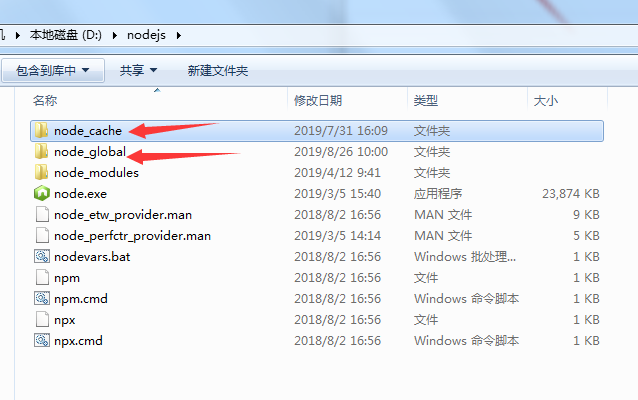 本地磁盘 (D:) nodejs
包含到库中 共享 新建文件夹
名称 修改日期 类型 大小
node_cache 2019/7/31 16:09 文件夹
node_global 2019/8/26 10:00 文件夹
node_modules 2019/4/12 9:41 文件夹
node.exe 2019/3/5 15:40 应用程序 23,874 KB
node_etw_provider.man 2018/8/2 16:56 MAN 文件 9 KB
node_perfctr_provider.man 2019/3/5 14:14 MAN 文件 5 KB
nodevars.bat 2018/8/2 16:56 Windows 批处理... 1 KB
npm 2018/8/2 16:56 文件 1 KB
npm.cmd 2018/8/2 16:56 Windows 命令脚本 1 KB
npx 2018/8/2 16:56 文件 1 KB
npx.cmd 2018/8/2 16:56 Windows 命令脚本 1 KB